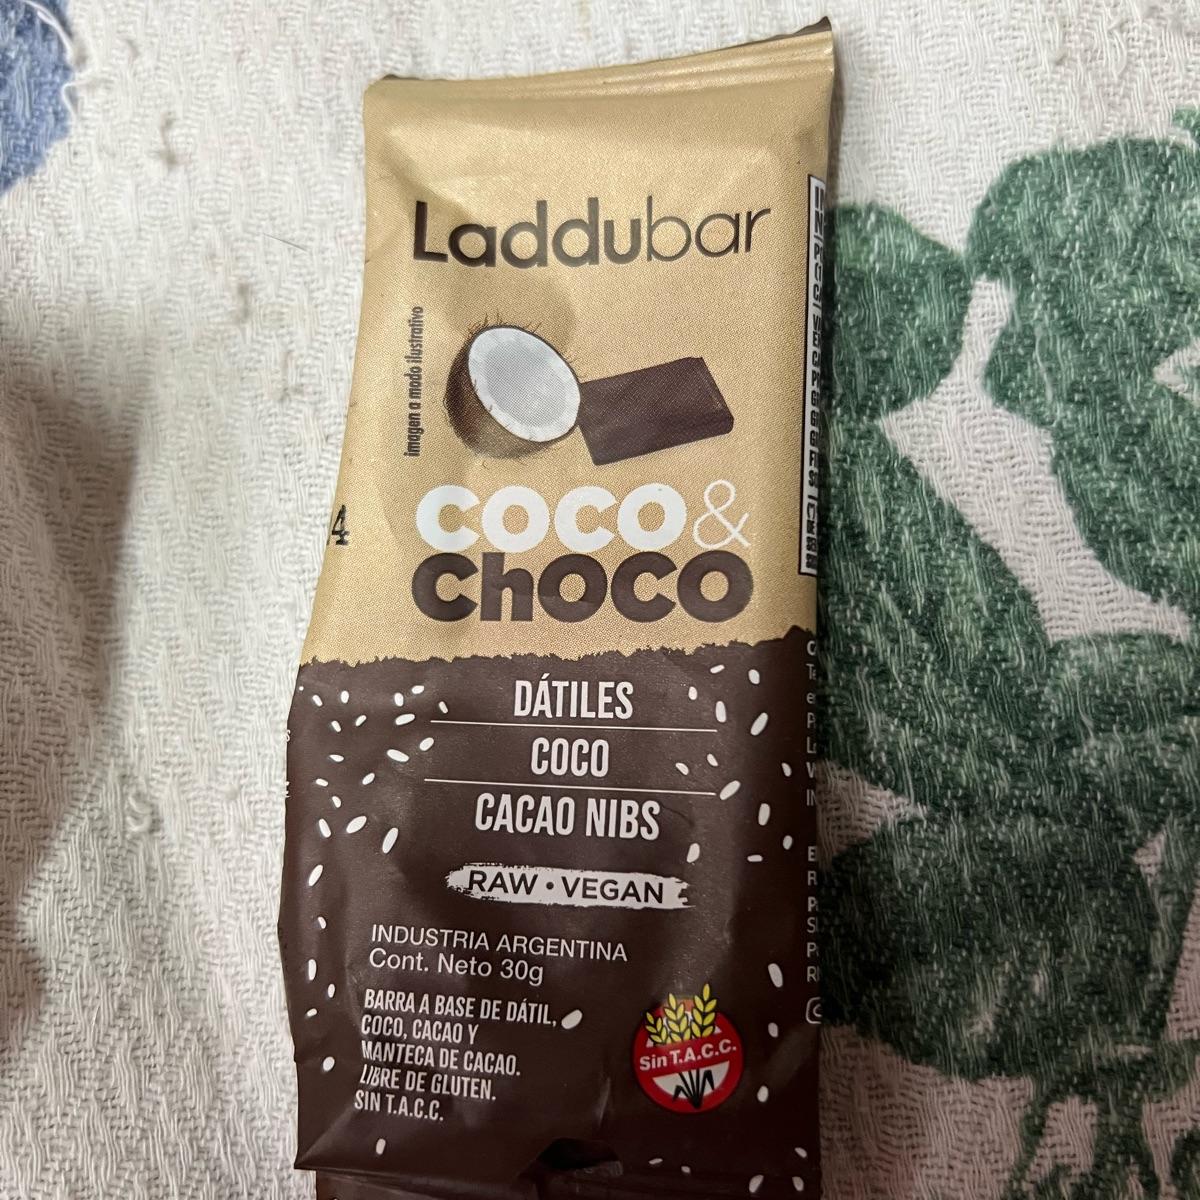 Laddubar
Imagen a modo ilustrativo
coco &
choco
4
DÁTILES
COCO
CACAO NIBS
RAW • VEGAN
INDUSTRIA ARGENTINA
Cont. Neto 30g
BARRA A BASE DE DÁTIL,
COCO, CACAO Y
MANTECA DE CACAO.
LIBRE DE GLUTEN.
SIN T.A.C.C.
Sin T.A.C.C.